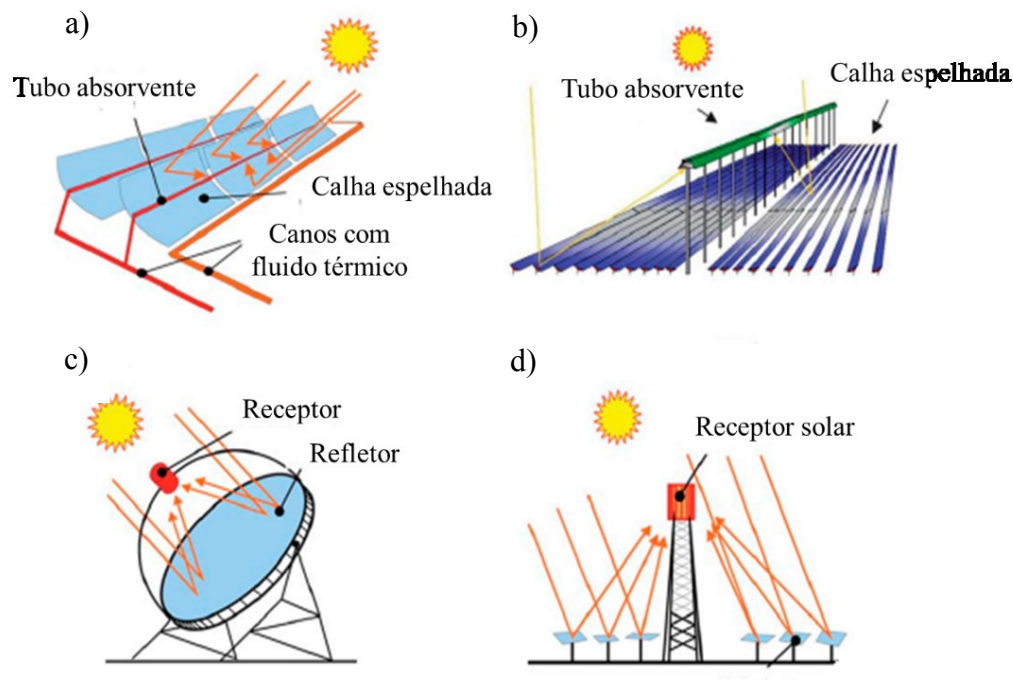 a)
Tubo absorvente
Calha espelhada
Canos com
fluido térmico
b)
Tubo absorvente
Calha espelhada
c)
Receptor
Refletor
d)
Receptor solar